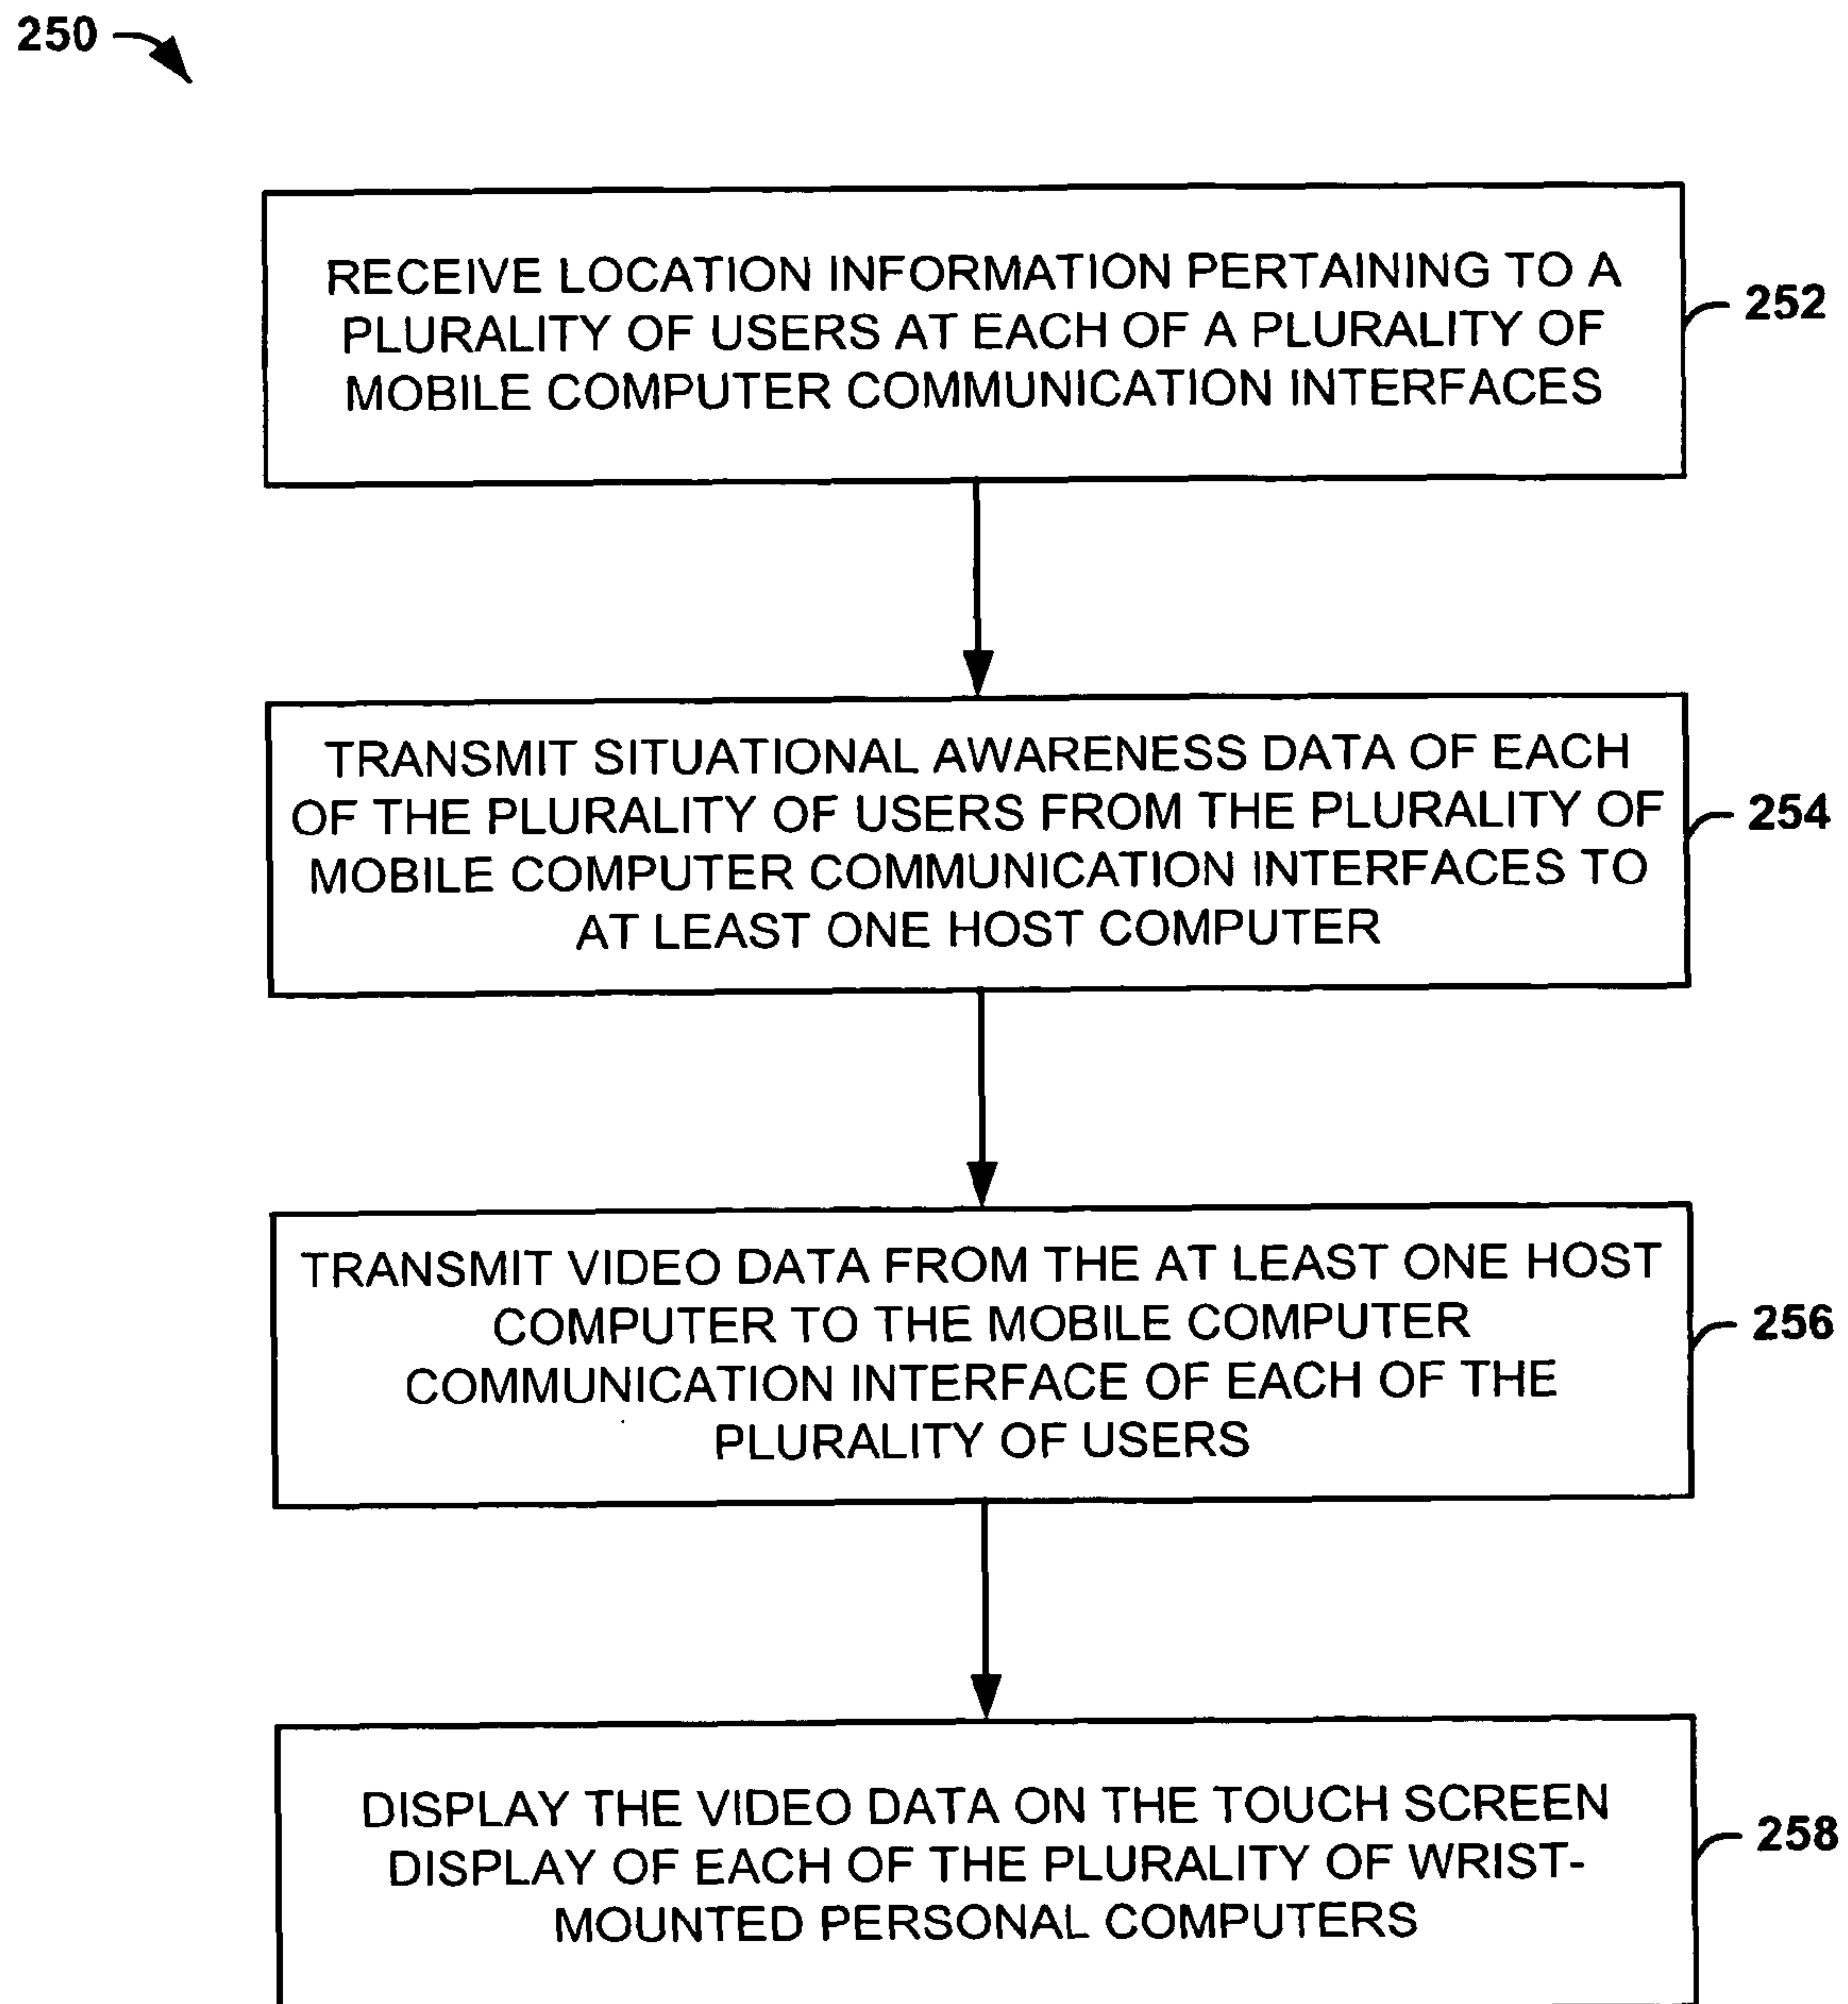 250
RECEIVE LOCATION INFORMATION PERTAINING TO A
PLURALITY OF USERS AT EACH OF A PLURALITY OF
MOBILE COMPUTER COMMUNICATION INTERFACES
252
TRANSMIT SITUATIONAL AWARENESS DATA OF EACH
OF THE PLURALITY OF USERS FROM THE PLURALITY OF
MOBILE COMPUTER COMMUNICATION INTERFACES TO
AT LEAST ONE HOST COMPUTER
254
TRANSMIT VIDEO DATA FROM THE AT LEAST ONE HOST
COMPUTER TO THE MOBILE COMPUTER
COMMUNICATION INTERFACE OF EACH OF THE
PLURALITY OF USERS
256
DISPLAY THE VIDEO DATA ON THE TOUCH SCREEN
DISPLAY OF EACH OF THE PLURALITY OF WRIST-
MOUNTED PERSONAL COMPUTERS
258